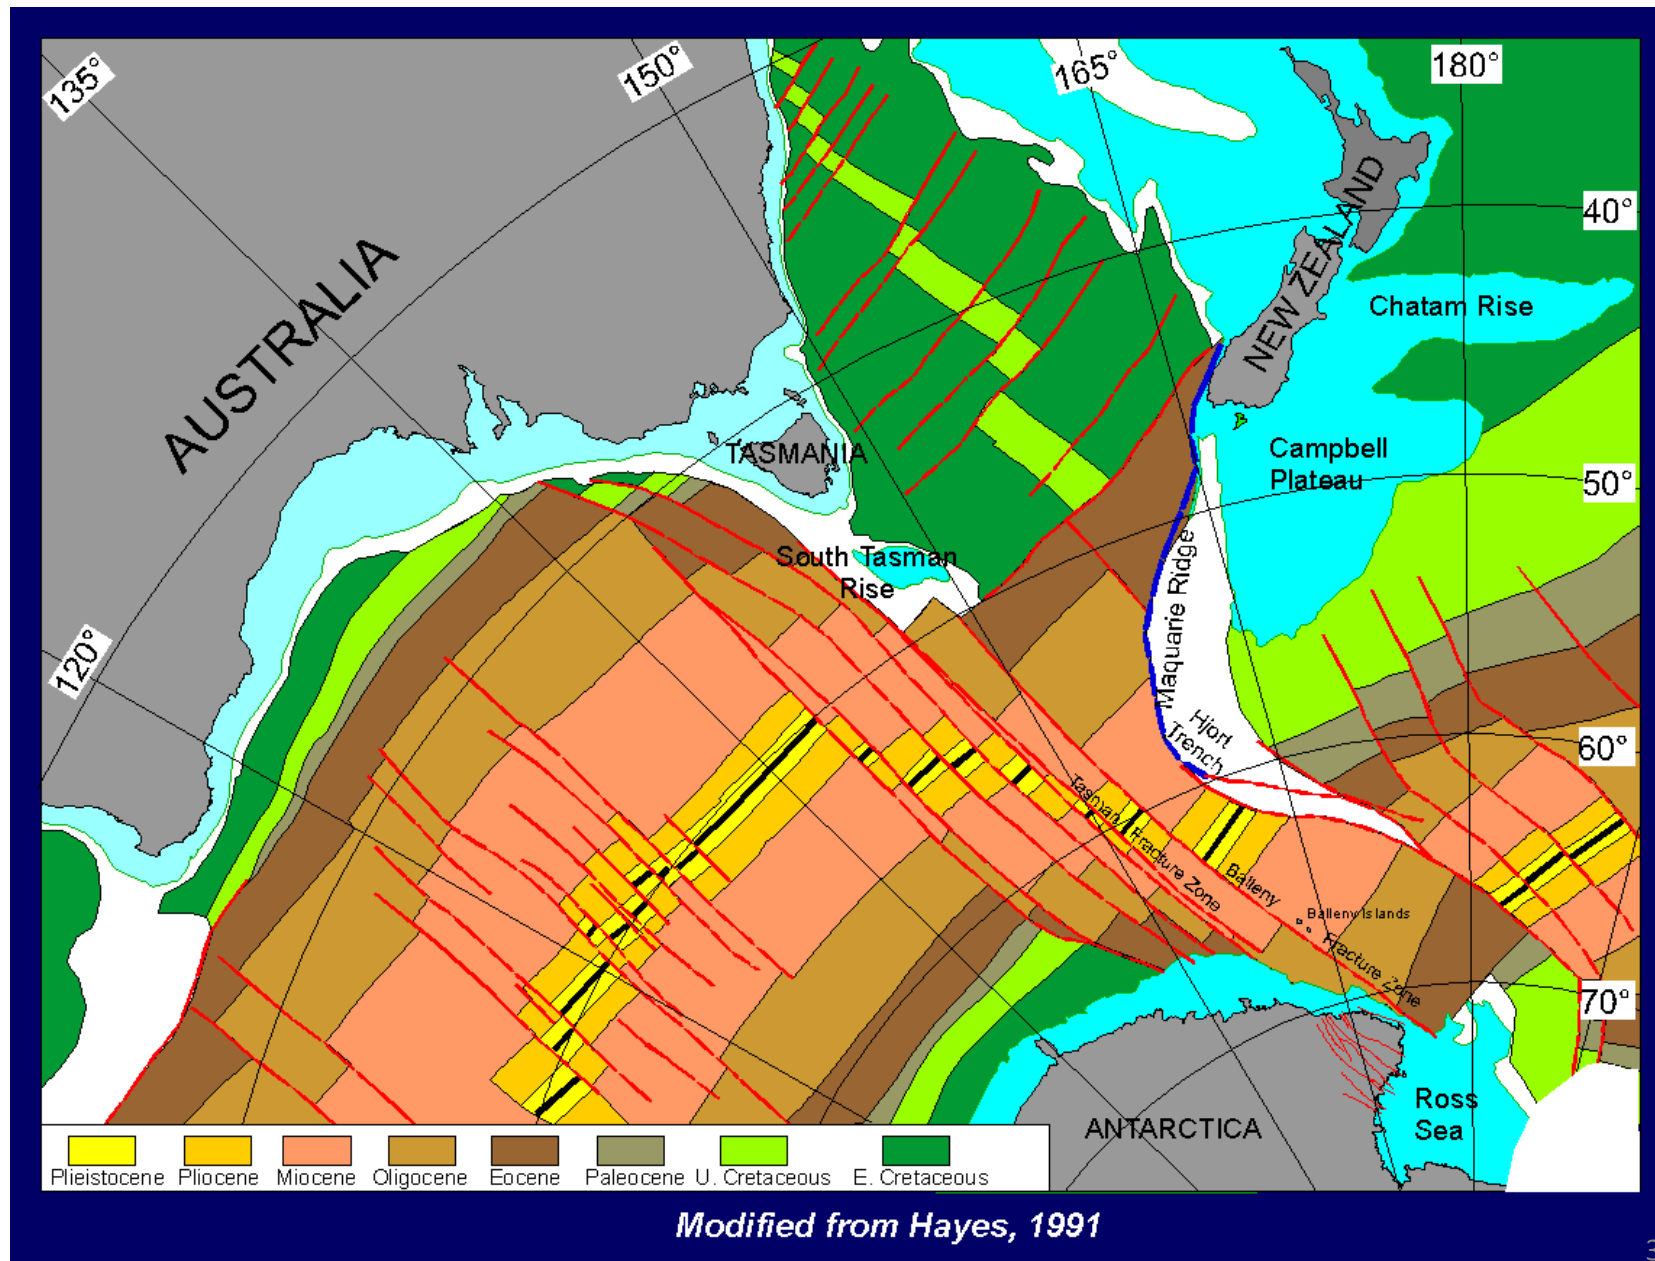 135°
150°
165°
180°
40°
NEW ZEALAND
AUSTRALIA
Chatam Rise
TASMANIA
Campbell
Plateau
50°
South Tasman
Rise
Maquarie Ridge
120°
Hjort
Trench
60°
Tasman Fracture Zone
Balleny Fracture Zone
Balleny Islands
70°
ANTARCTICA
Ross
Sea
Plieistocene Pliocene Miocene Oligocene Eocene Paleocene U. Cretaceous E. Cretaceous
Modified from Hayes, 1991
3